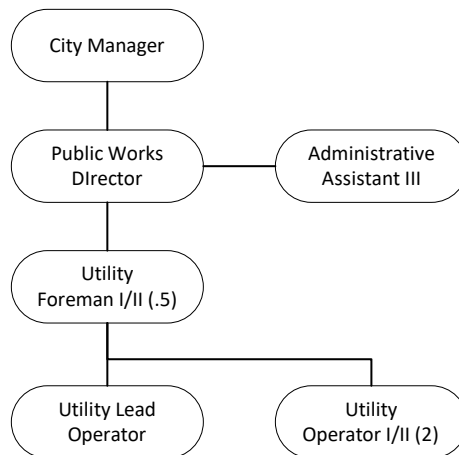 City Manager
Public Works
DIrector
Administrative
Assistant III
Utility
Foreman I/II (.5)
Utility Lead
Operator
Utility
Operator I/II (2)